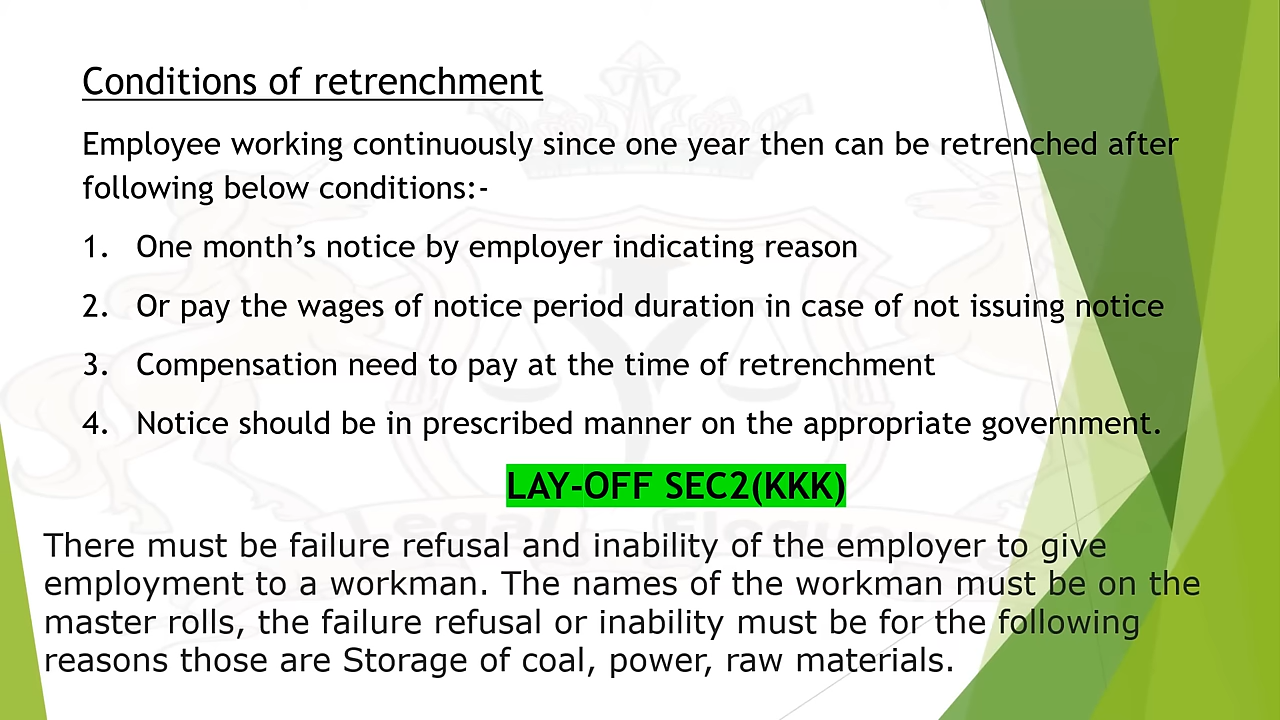 Conditions of retrenchment
Employee working continuously since one year then can be retrenched after
following below conditions:-
1. One month’s notice by employer indicating reason
2. Or pay the wages of notice period duration in case of not issuing notice
3. Compensation need to pay at the time of retrenchment
4. Notice should be in prescribed manner on the appropriate government.
LAY-OFF SEC2(KKK)
There must be failure refusal and inability of the employer to give
employment to a workman. The names of the workman must be on the
master rolls, the failure refusal or inability must be for the following
reasons those are Storage of coal, power, raw materials.